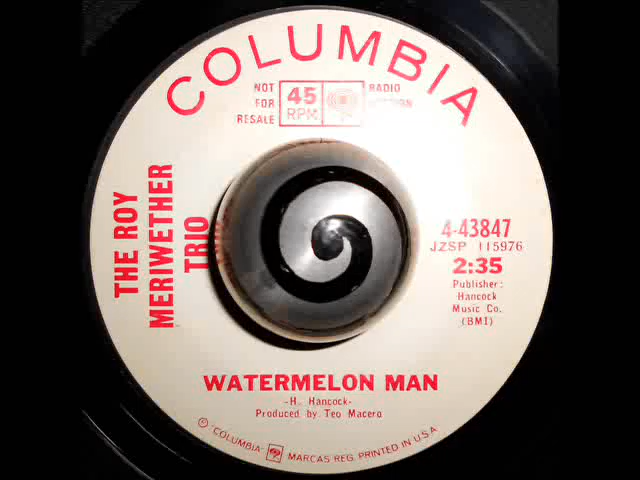 COLUMBIA
NOT
FOR
RESALE
45
RPM
RADIO
THE ROY
MERIWETHER
TRIO
4-43847
JZSP 115976
2:35
Publisher:
Hancock
Music Co.
(BMI)
WATERMELON MAN
-H. Hancock-
Produced by Teo Macero
© "COLUMBIA" MARCAS REG. PRINTED IN U.S.A.